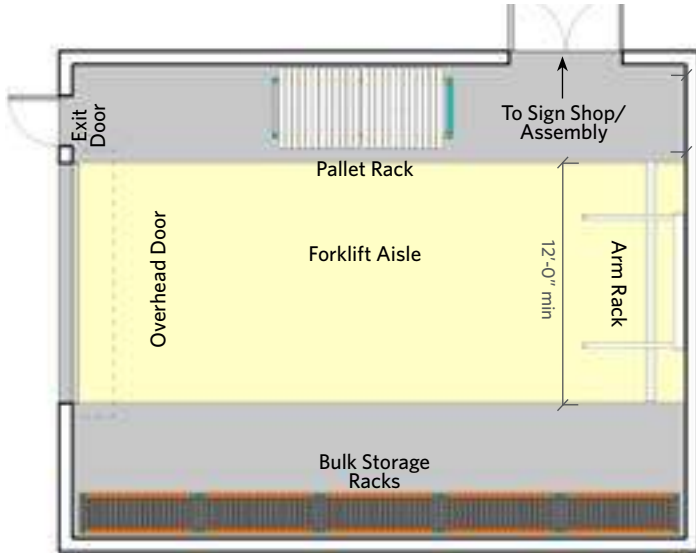 To Sign Shop/
Assembly
Exit
Door
Pallet Rack
Overhead Door
Forklift Aisle
12'-0" min
Arm Rack
Bulk Storage
Racks